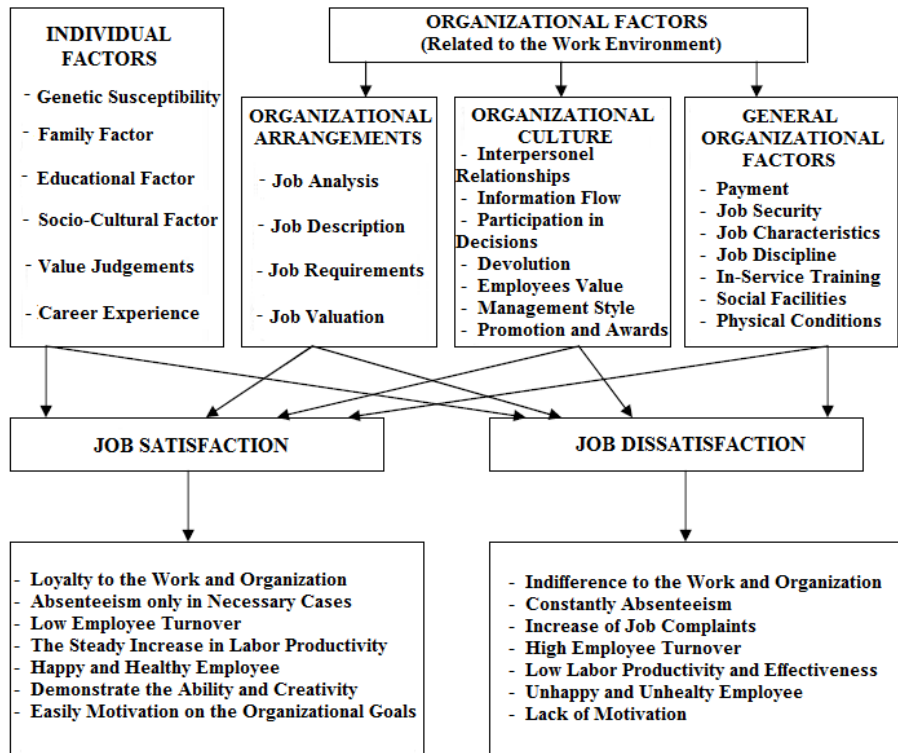 INDIVIDUAL
FACTORS
- Genetic Susceptibility
- Family Factor
- Educational Factor
- Socio-Cultural Factor
- Value Judgements
- Career Experience
ORGANIZATIONAL FACTORS
(Related to the Work Environment)
ORGANIZATIONAL
ARRANGEMENTS
- Job Analysis
- Job Description
- Job Requirements
- Job Valuation
ORGANIZATIONAL
CULTURE
- Interpersonel
Relationships
- Information Flow
- Participation in
Decisions
- Devolution
- Employees Value
- Management Style
- Promotion and Awards
GENERAL
ORGANIZATIONAL
FACTORS
- Payment
- Job Security
- Job Characteristics
- Job Discipline
- In-Service Training
- Social Facilities
- Physical Conditions
JOB SATISFACTION
JOB DISSATISFACTION
- Loyalty to the Work and Organization
- Absenteeism only in Necessary Cases
- Low Employee Turnover
- The Steady Increase in Labor Productivity
- Happy and Healthy Employee
- Demonstrate the Ability and Creativity
- Easily Motivation on the Organizational Goals
- Indifference to the Work and Organization
- Constantly Absenteeism
- Increase of Job Complaints
- High Employee Turnover
- Low Labor Productivity and Effectiveness
- Unhappy and Unhealty Employee
- Lack of Motivation